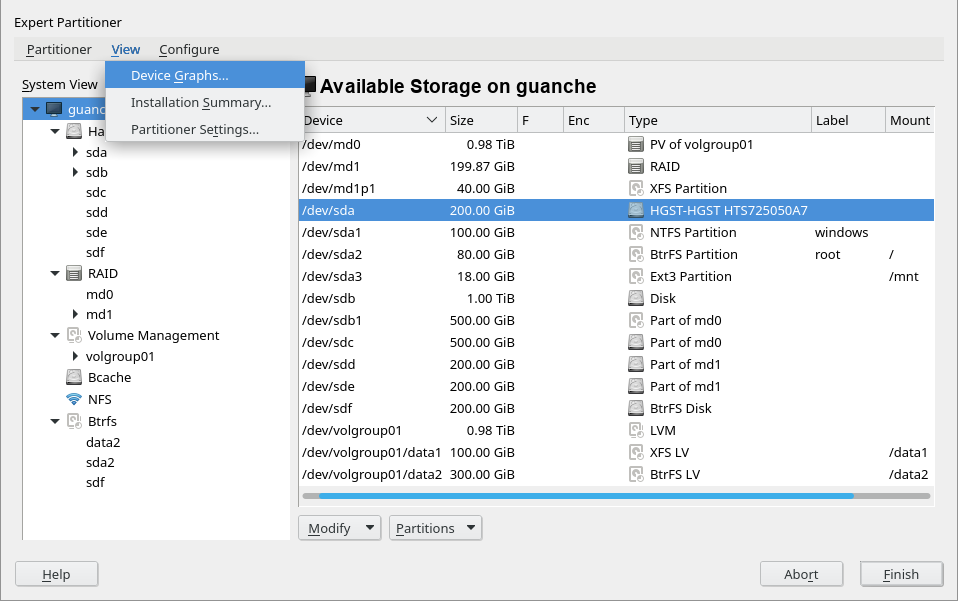 Expert Partitioner
Partitioner View Configure
Device Graphs...
Installation Summary...
Partitioner Settings...
System View
guanc
Ha
sda
sdb
sdc
sdd
sde
sdf
RAID
md0
md1
Volume Management
volgroup01
Bcache
NFS
Btrfs
data2
sda2
sdf
Available Storage on guanche
Device Size F Enc Type Label Mount
/dev/md0 0.98 TiB PV of volgroup01
/dev/md1 199.87 GiB RAID
/dev/md1p1 40.00 GiB XFS Partition
/dev/sda 200.00 GiB HGST-HGST HTS725050A7
/dev/sda1 100.00 GiB NTFS Partition windows
/dev/sda2 80.00 GiB BtrFS Partition root /
/dev/sda3 18.00 GiB Ext3 Partition /mnt
/dev/sdb 1.00 TiB Disk
/dev/sdb1 500.00 GiB Part of md0
/dev/sdc 500.00 GiB Part of md0
/dev/sdd 200.00 GiB Part of md1
/dev/sde 200.00 GiB Part of md1
/dev/sdf 200.00 GiB BtrFS Disk
/dev/volgroup01 0.98 TiB LVM
/dev/volgroup01/data1 100.00 GiB XFS LV /data1
/dev/volgroup01/data2 300.00 GiB BtrFS LV /data2
Modify Partitions
Help Abort Finish